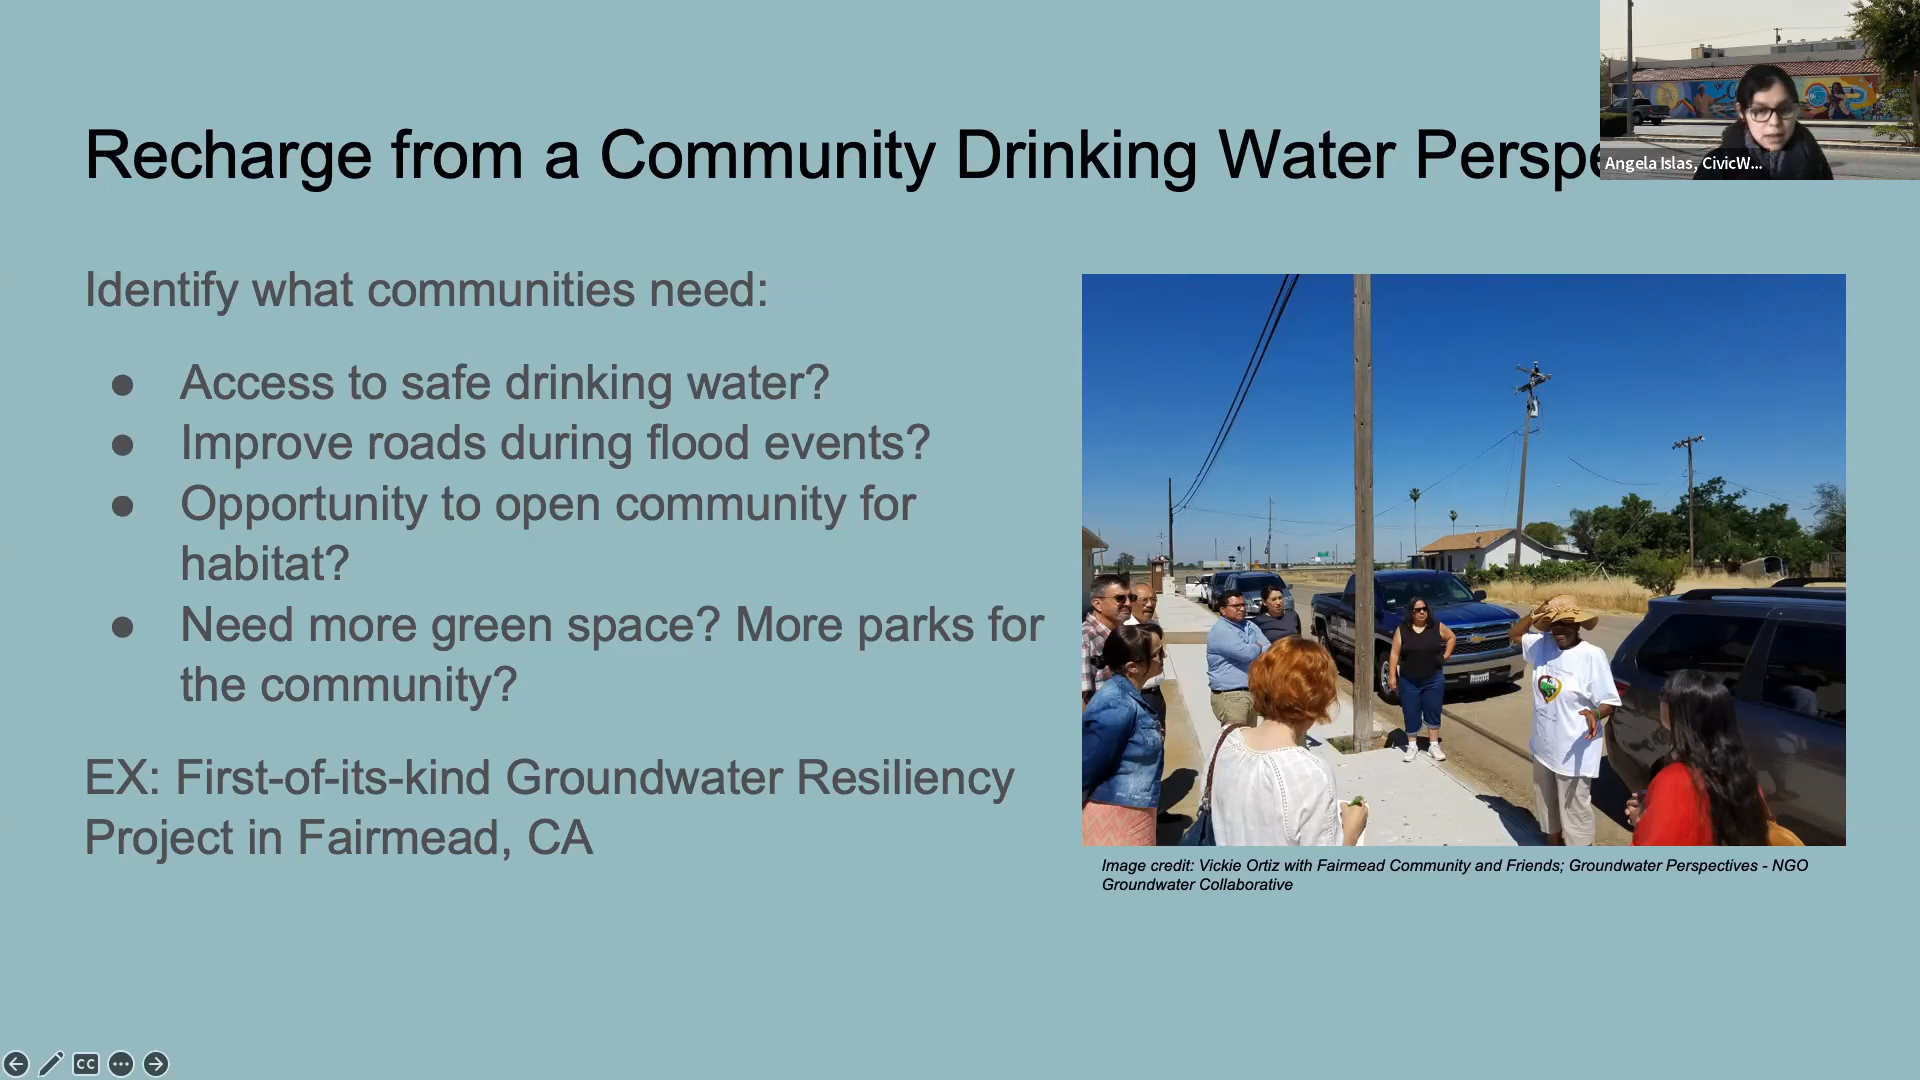 Recharge from a Community Drinking Water Perspe
Angela Islas, CivicW...
Identify what communities need:
● Access to safe drinking water?
● Improve roads during flood events?
● Opportunity to open community for
habitat?
● Need more green space? More parks for
the community?
EX: First-of-its-kind Groundwater Resiliency
Project in Fairmead, CA
Image credit: Vickie Ortiz with Fairmead Community and Friends; Groundwater Perspectives - NGO
Groundwater Collaborative
CC